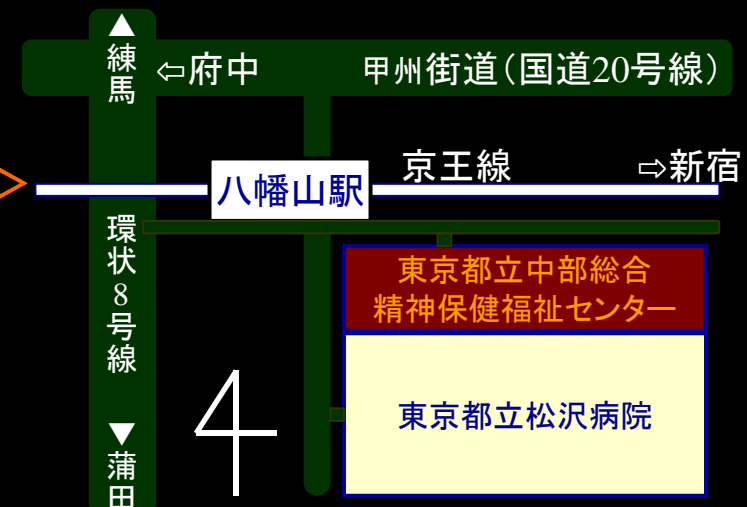 ▲練馬
⇦府中
甲州街道（国道20号線）
八幡山駅
京王線
⇨新宿
環状8号線
東京都立中部総合
精神保健福祉センター
東京都立松沢病院
▼蒲田